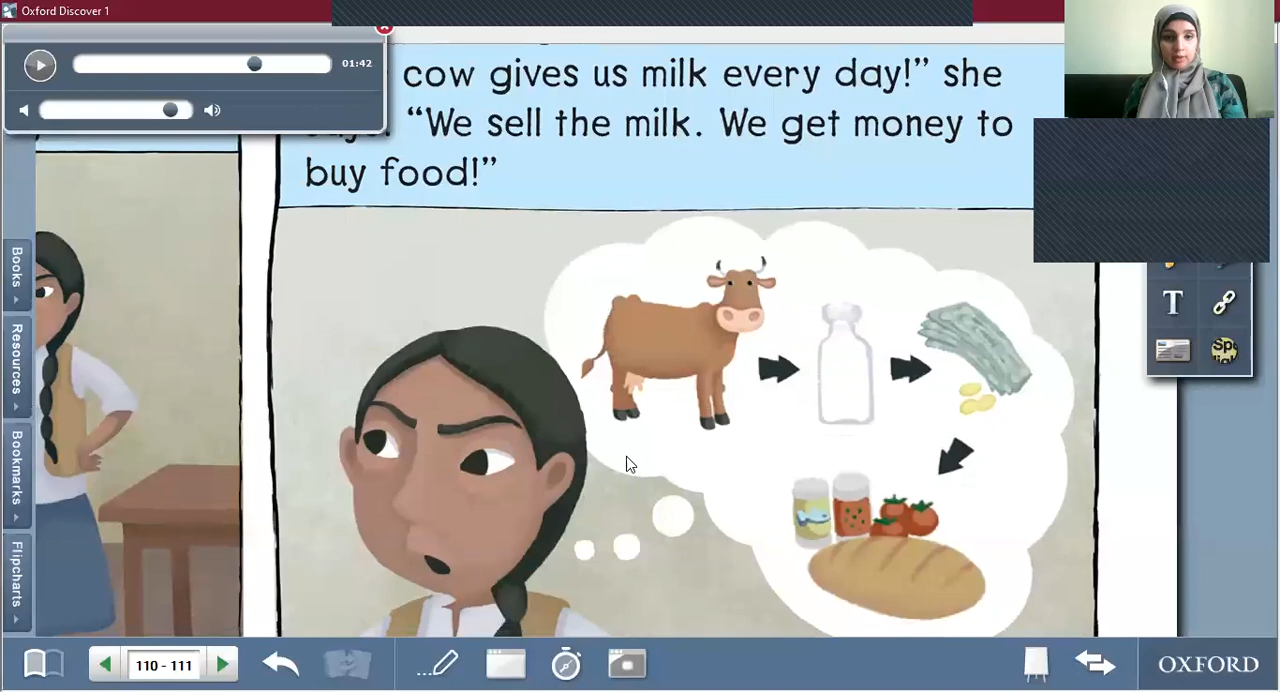 Oxford Discover 1
01:42
cow gives us milk every day!” she
“We sell the milk. We get money to
buy food!”
Books
Resources
Bookmarks
Flipcharts
T
110 - 111
OXFORD